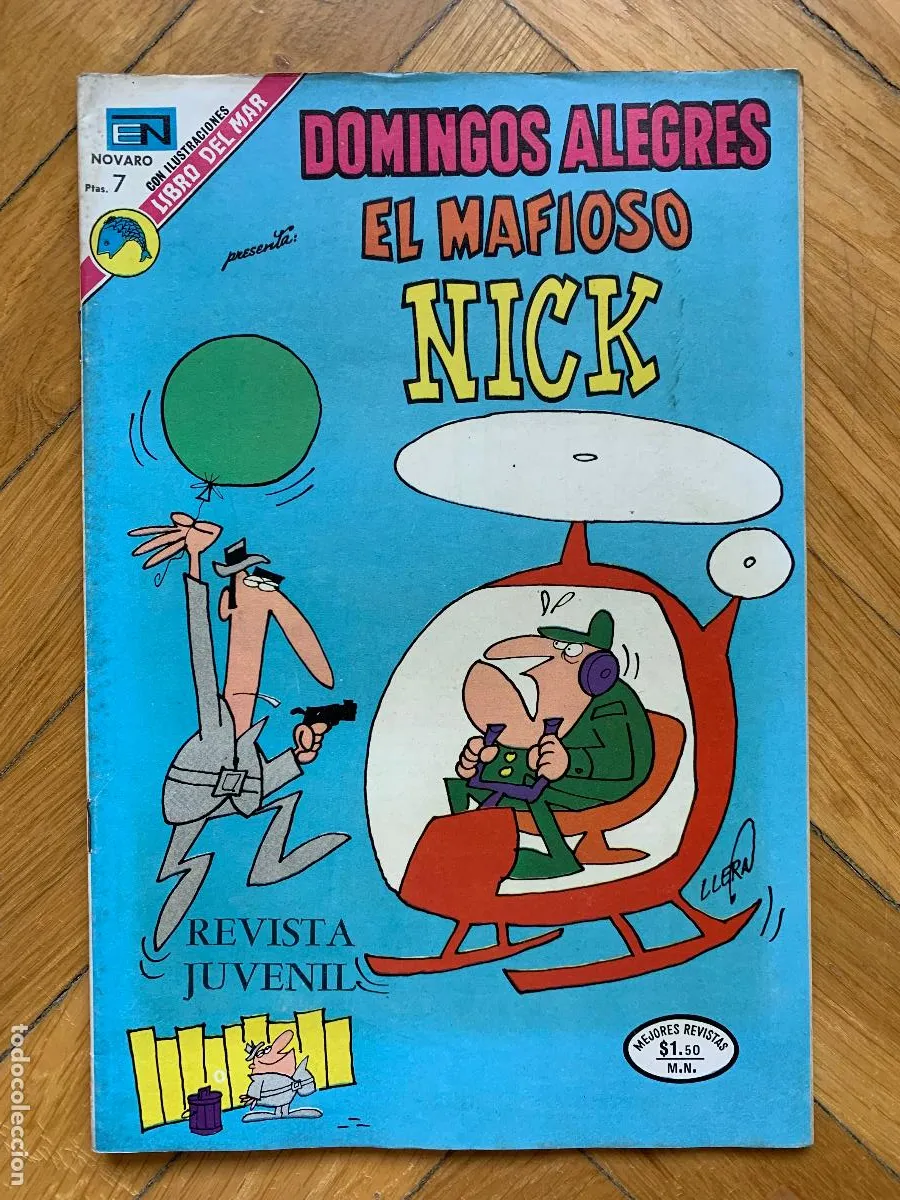 EN
NOVARO
Ptas. 7
CON ILUSTRACIONES
LIBRO DEL MAR
DOMINGOS ALEGRES
presenta:
EL MAFIOSO
NICK
LLERA
REVISTA
JUVENIL
MEJORES REVISTAS
$1.50
M.N.
todocoleccion